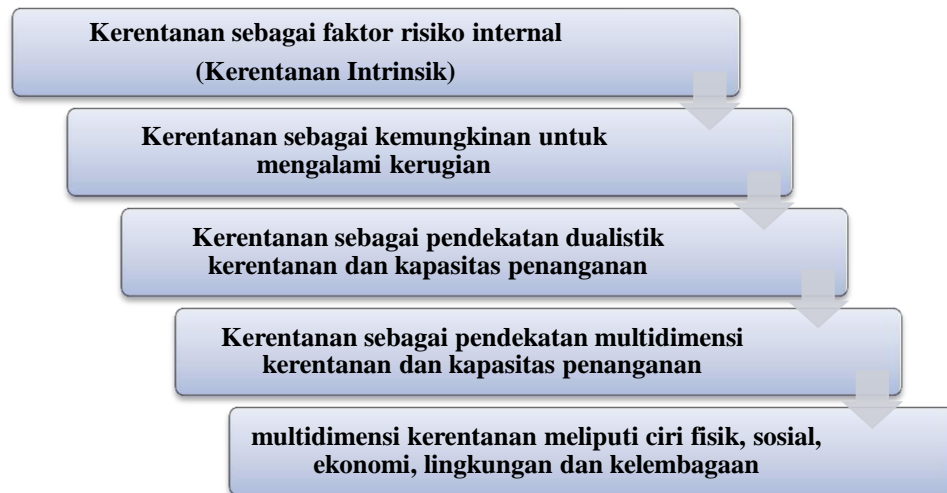 Kerentanan sebagai faktor risiko internal
(Kerentanan Intrinsik)
Kerentanan sebagai kemungkinan untuk
mengalami kerugian
Kerentanan sebagai pendekatan dualistik
kerentanan dan kapasitas penanganan
Kerentanan sebagai pendekatan multidimensi
kerentanan dan kapasitas penanganan
multidimensi kerentanan meliputi ciri fisik, sosial,
ekonomi, lingkungan dan kelembagaan